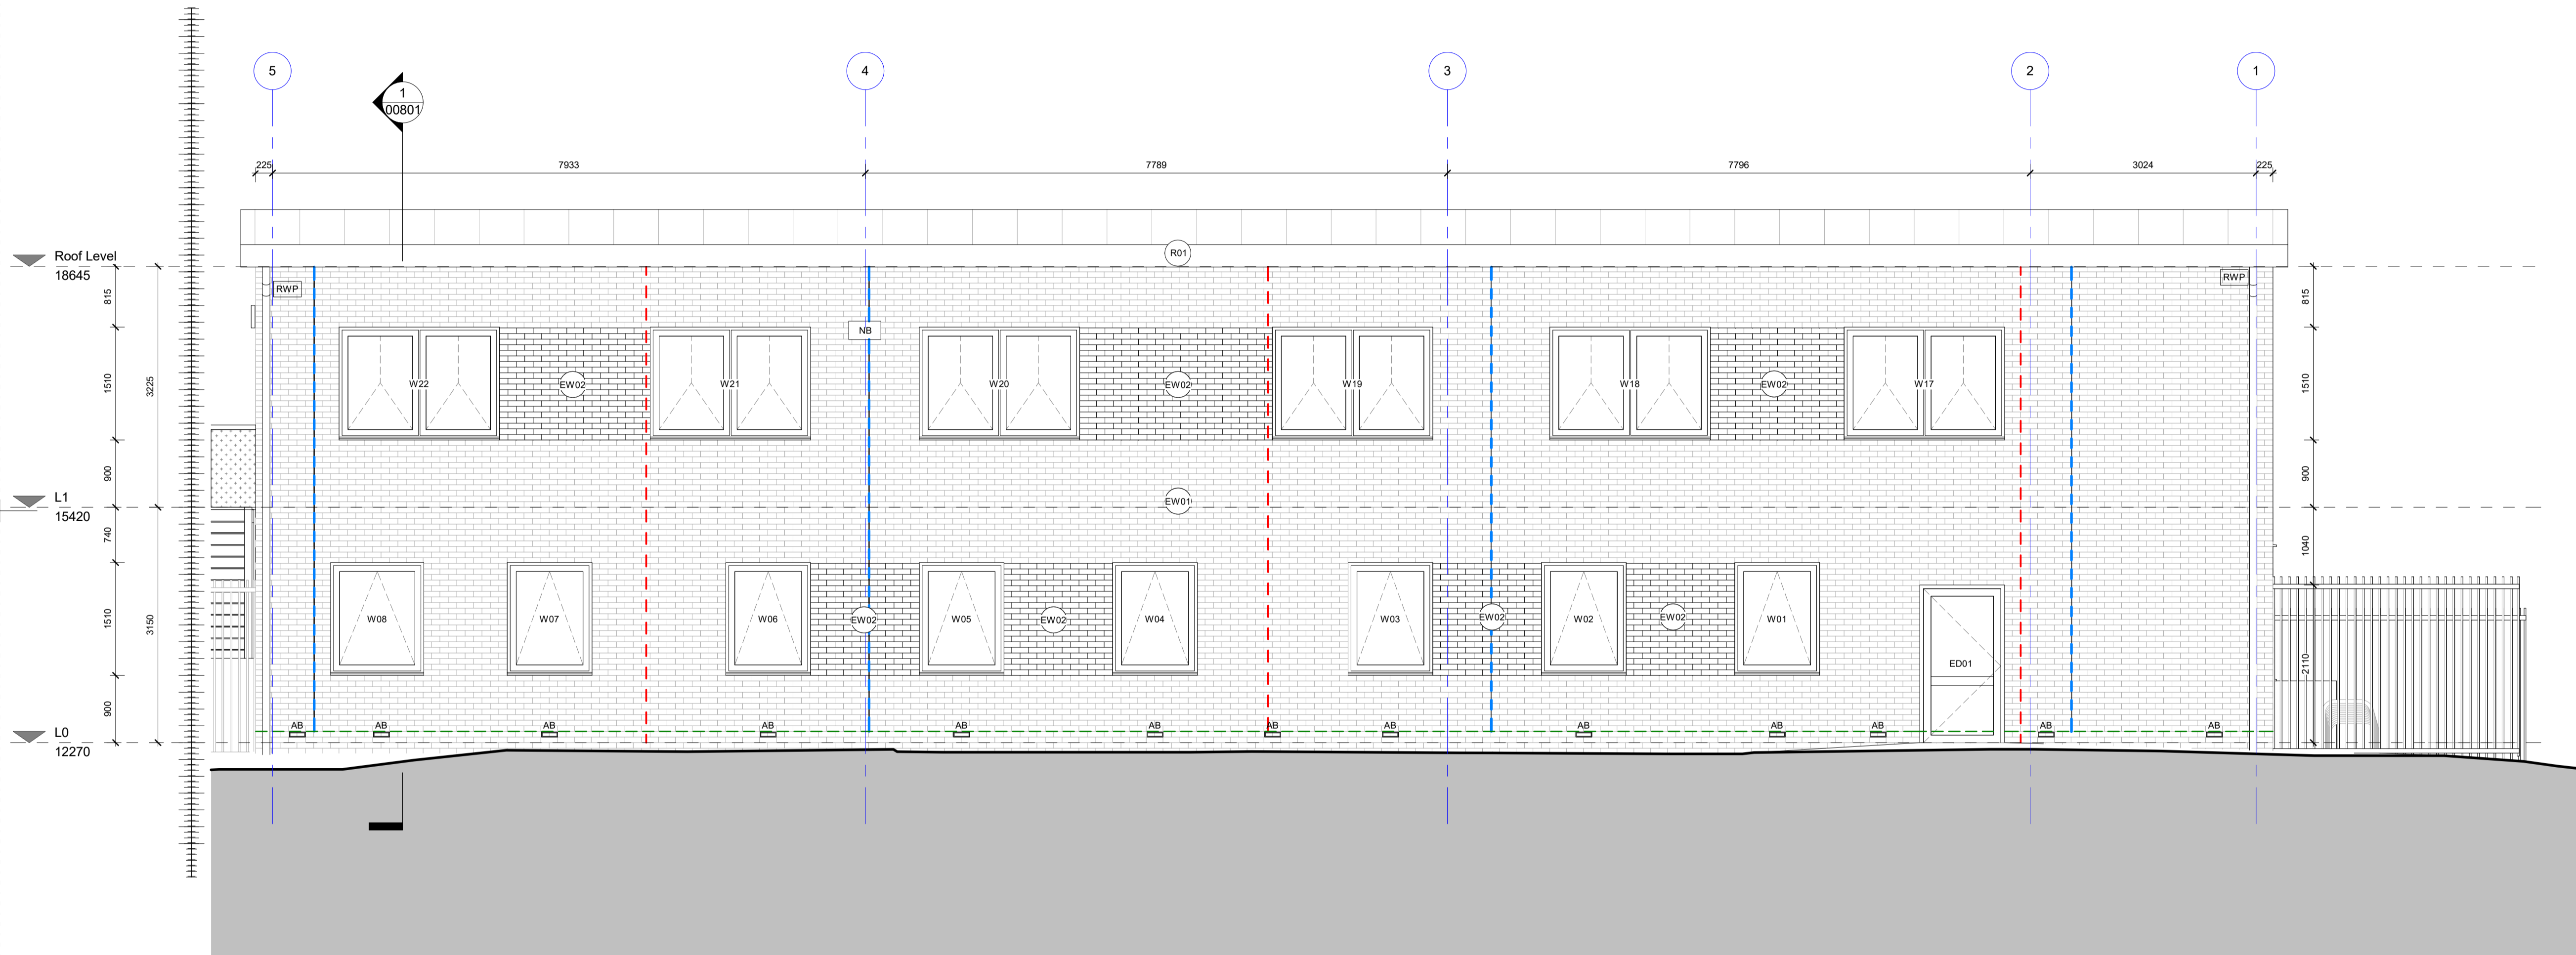 5
4
3
2
1
1
00801
225
7933
7789
7796
3024
225
Roof Level
18645
R01
RWP
RWP
NB
815
815
1510
3225
1510
W22
EW02
W21
W20
EW02
W19
W18
EW02
W17
900
900
L1
15420
EW01
740
1040
1510
3150
2110
W08
W07
W06
EW02
W05
EW02
W04
W03
EW02
W02
EW02
W01
ED01
900
L0
12270
AB
AB
AB
AB
AB
AB
AB
AB
AB
AB
AB
AB
AB